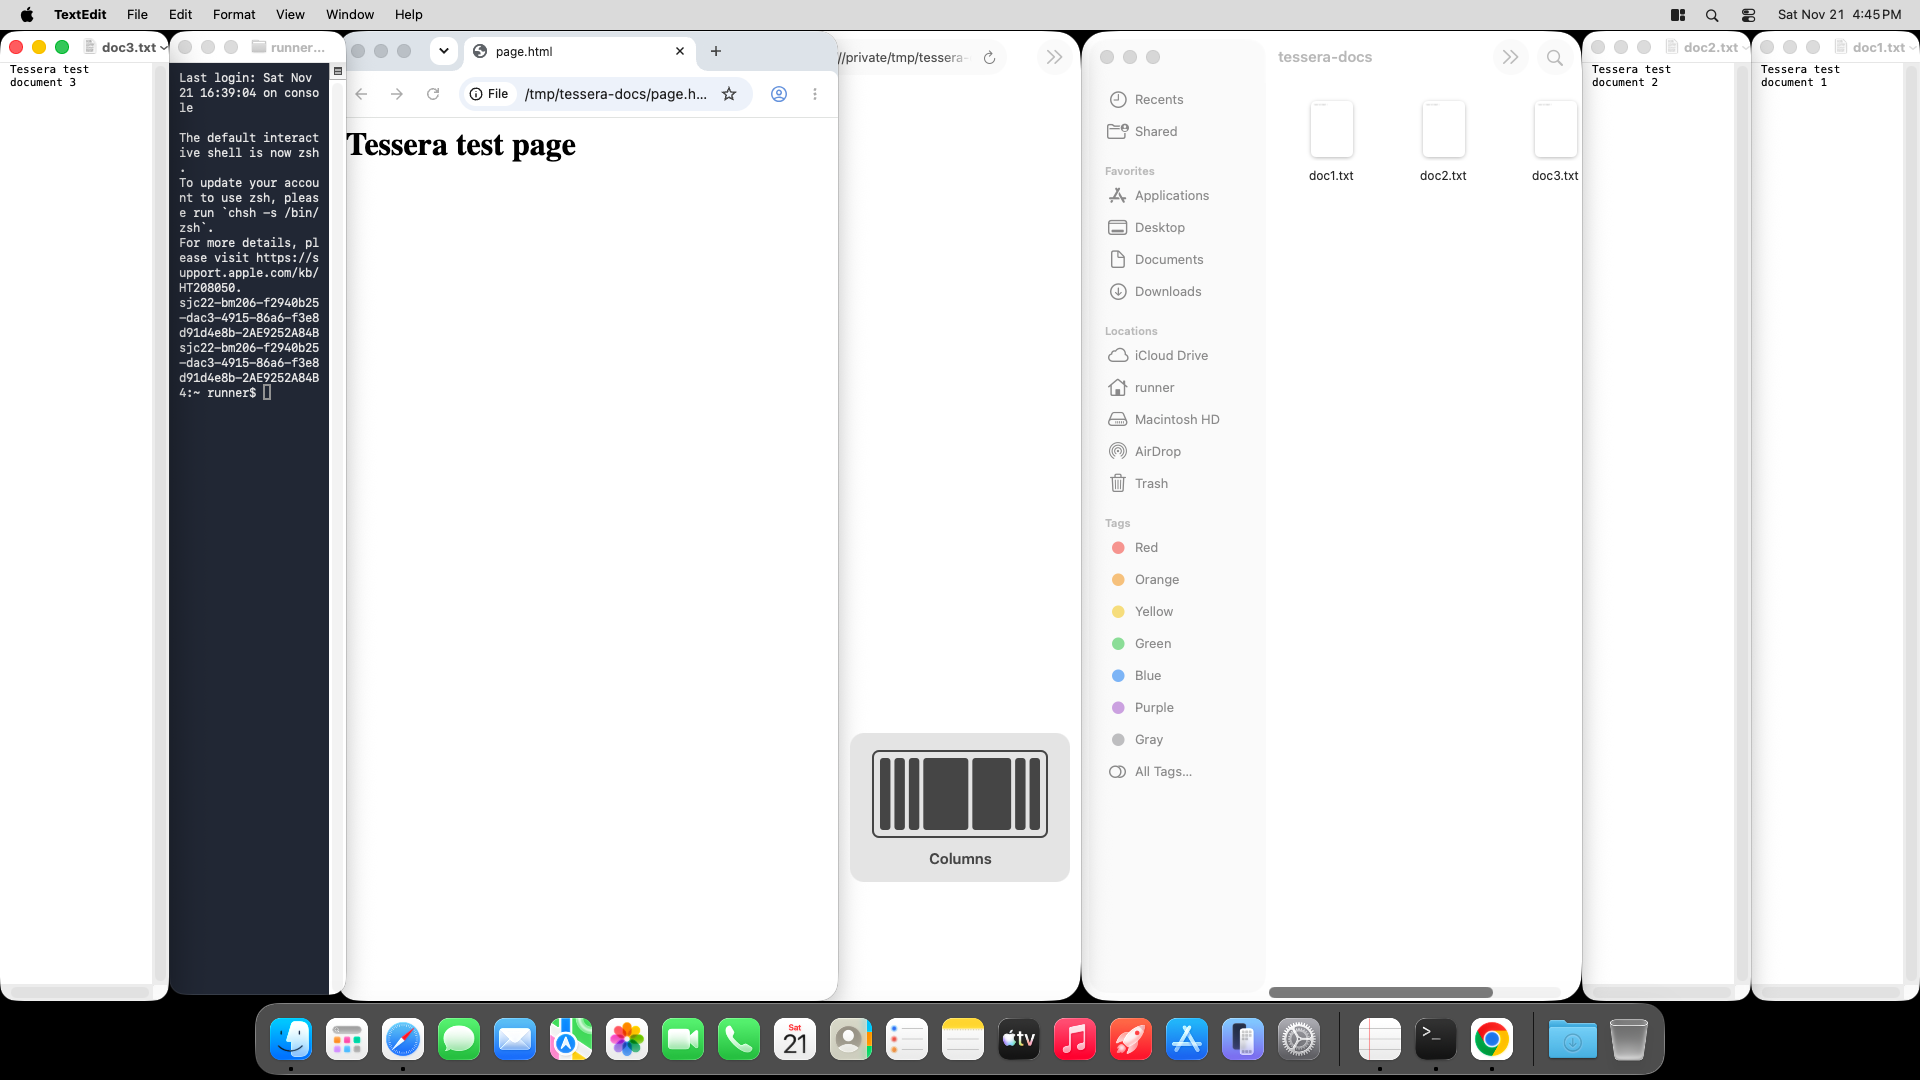 TextEdit File Edit Format View Window Help
Sat Nov 21 4:45 PM
doc3.txt
Tessera test
document 3
runner...
Last login: Sat Nov
21 16:39:04 on conso
le
The default interact
ive shell is now zsh
.
To update your accou
nt to use zsh, pleas
e run `chsh -s /bin/
zsh`.
For more details, pl
ease visit https://s
upport.apple.com/kb/
HT208050.
sjc22-bm206-f2940b25
-dac3-4915-86a6-f3e8
d91d4e8b-2AE9252A84B
sjc22-bm206-f2940b25
-dac3-4915-86a6-f3e8
d91d4e8b-2AE9252A84B
4:~ runner$
page.html
File /tmp/tessera-docs/page.h...
Tessera test page
//private/tmp/tessera-
Columns
tessera-docs
Recents
Shared
Favorites
Applications
Desktop
Documents
Downloads
Locations
iCloud Drive
runner
Macintosh HD
AirDrop
Trash
Tags
Red
Orange
Yellow
Green
Blue
Purple
Gray
All Tags...
doc1.txt
doc2.txt
doc3.txt
doc2.txt
Tessera test
document 2
doc1.txt
Tessera test
document 1
Sat
21
tv
>_